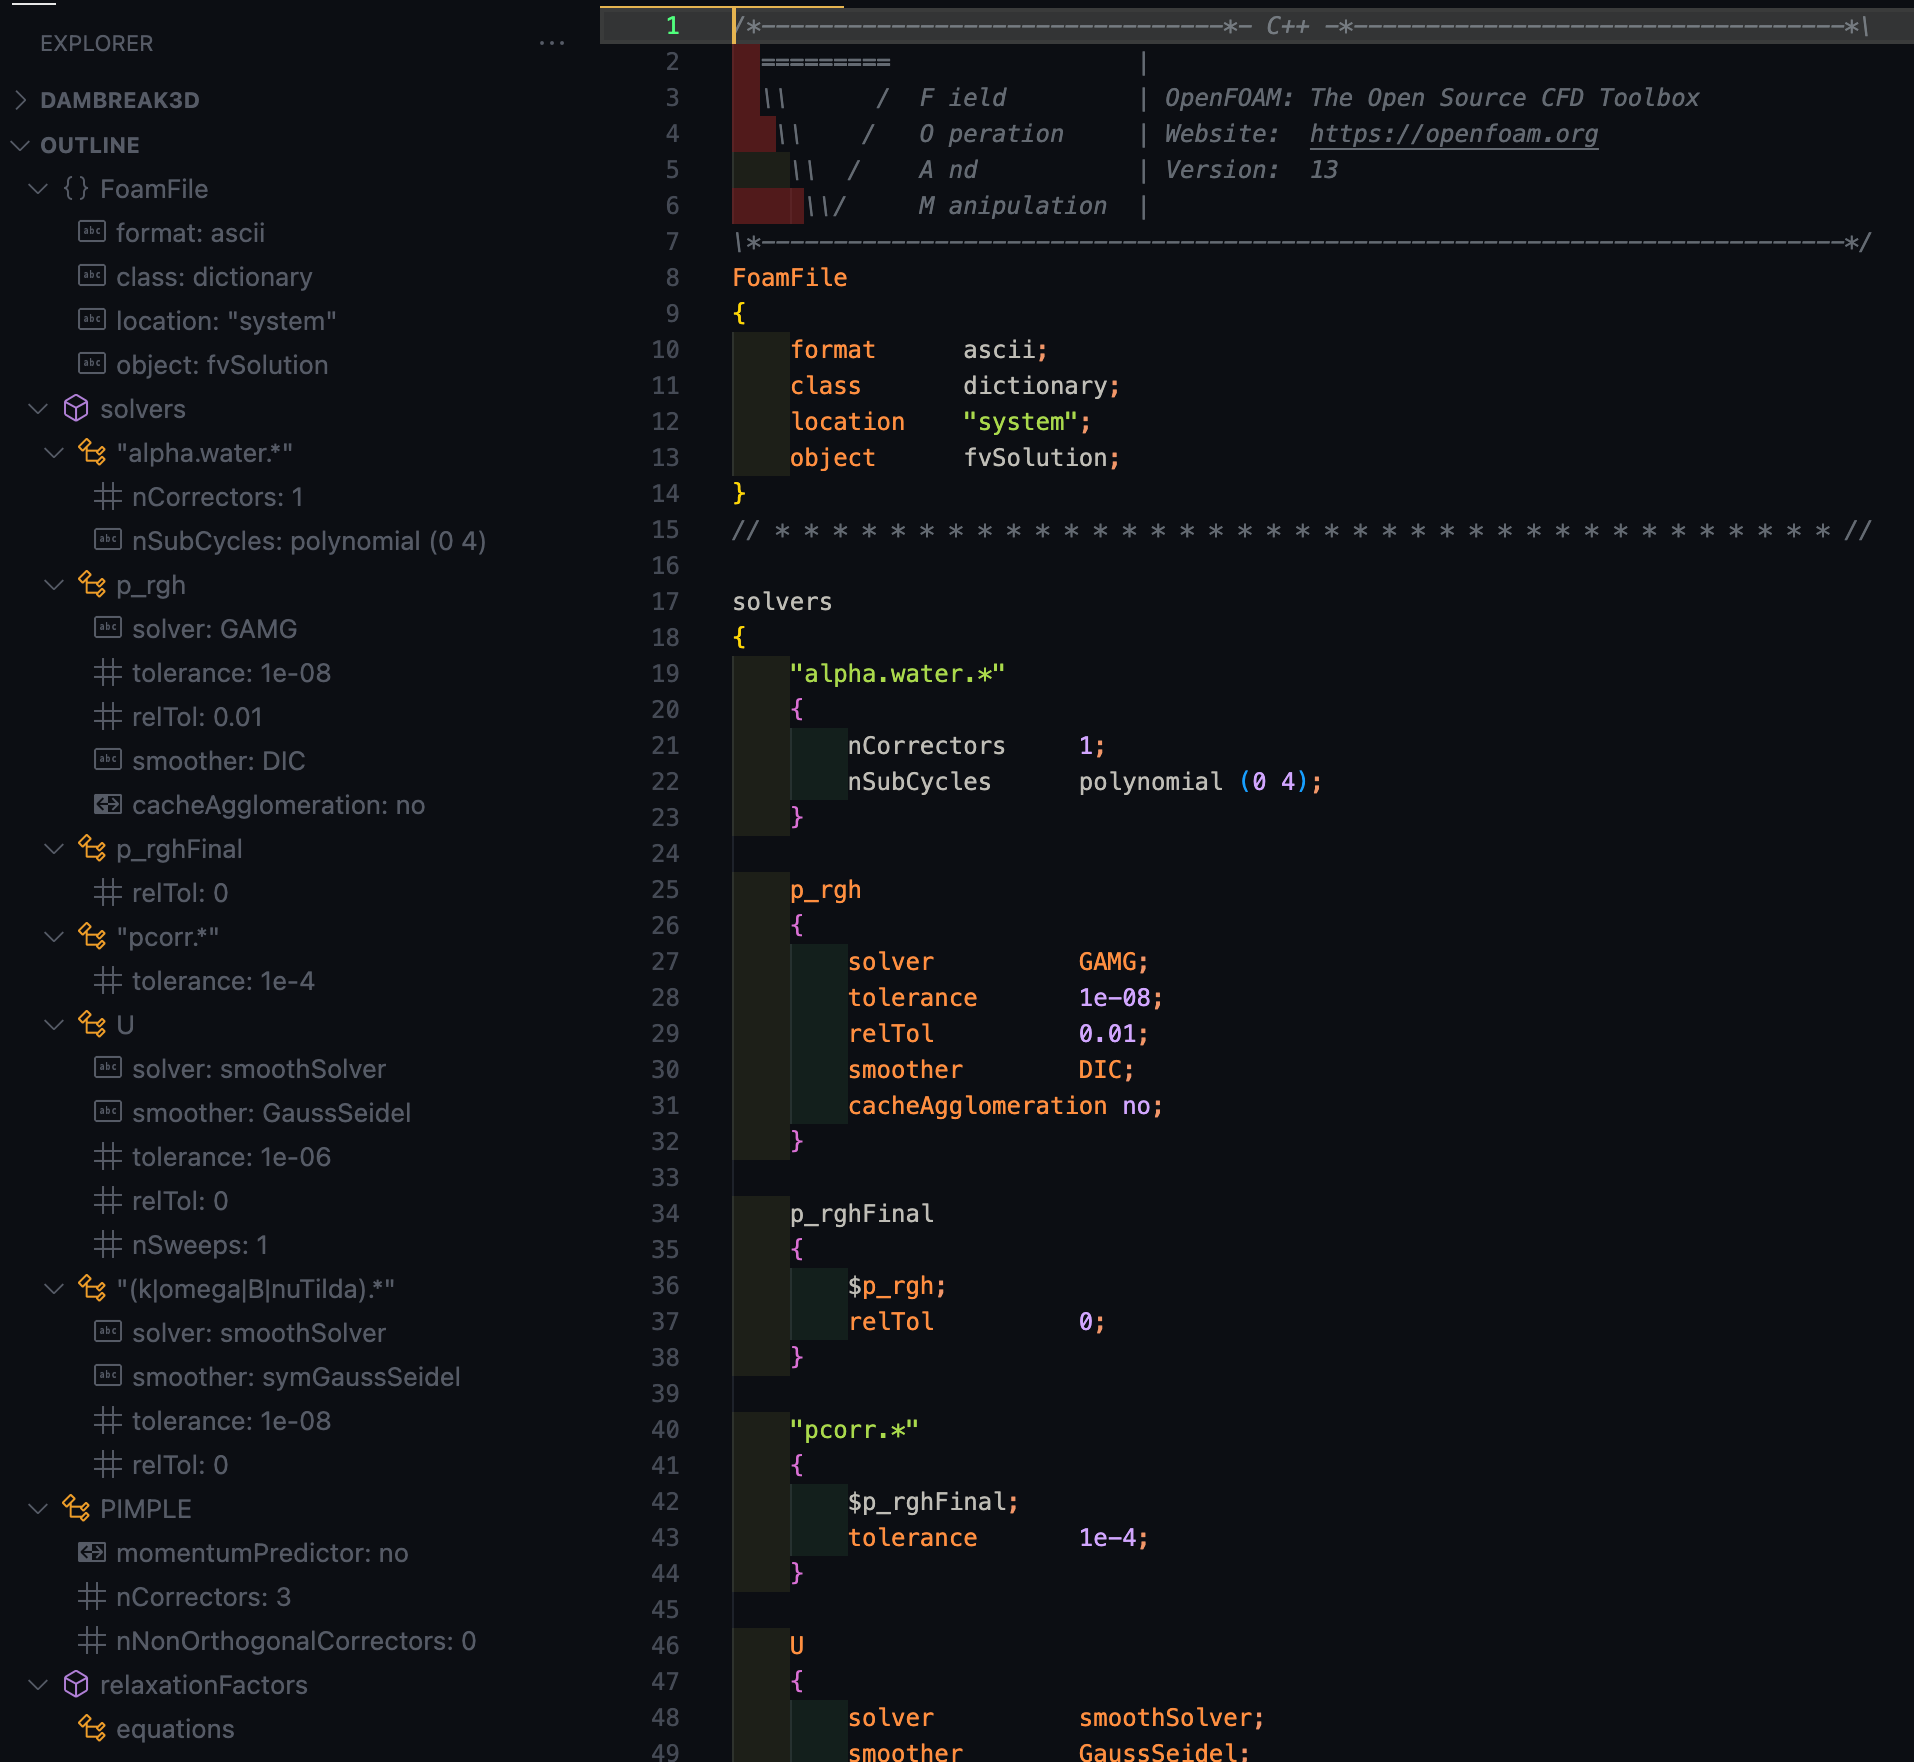 EXPLORER
...
DAMBREAK3D
OUTLINE
{} FoamFile
format: ascii
class: dictionary
location: "system"
object: fvSolution
solvers
"alpha.water.*"
nCorrectors: 1
nSubCycles: polynomial (0 4)
p_rgh
solver: GAMG
tolerance: 1e-08
relTol: 0.01
smoother: DIC
cacheAgglomeration: no
p_rghFinal
relTol: 0
"pcorr.*"
tolerance: 1e-4
U
solver: smoothSolver
smoother: GaussSeidel
tolerance: 1e-06
relTol: 0
nSweeps: 1
"(k|omega|B|nuTilda).*"
solver: smoothSolver
smoother: symGaussSeidel
tolerance: 1e-08
relTol: 0
PIMPLE
momentumPredictor: no
nCorrectors: 3
nNonOrthogonalCorrectors: 0
relaxationFactors
equations
1 /*--------------------------------*- C++ -*----------------------------------*\
2   =========                 |
3   \\      /  F ield         | OpenFOAM: The Open Source CFD Toolbox
4    \\    /   O peration     | Website:  https://openfoam.org
5     \\  /    A nd           | Version:  13
6      \\/     M anipulation  |
7 \*---------------------------------------------------------------------------*/
8 FoamFile
9 {
10     format      ascii;
11     class       dictionary;
12     location    "system";
13     object      fvSolution;
14 }
15 // * * * * * * * * * * * * * * * * * * * * * * * * * * * * * * * * * * * * * //
16
17 solvers
18 {
19     "alpha.water.*"
20     {
21         nCorrectors     1;
22         nSubCycles      polynomial (0 4);
23     }
24
25     p_rgh
26     {
27         solver          GAMG;
28         tolerance       1e-08;
29         relTol          0.01;
30         smoother        DIC;
31         cacheAgglomeration no;
32     }
33
34     p_rghFinal
35     {
36         $p_rgh;
37         relTol          0;
38     }
39
40     "pcorr.*"
41     {
42         $p_rghFinal;
43         tolerance       1e-4;
44     }
45
46     U
47     {
48         solver          smoothSolver;
49         smoother        GaussSeidel;